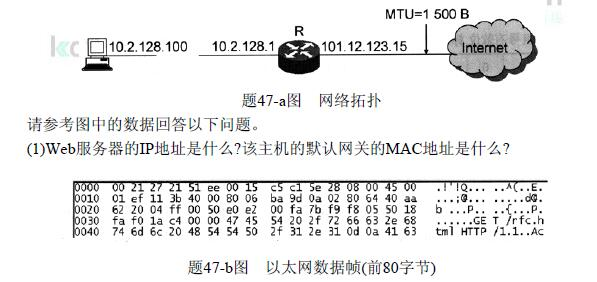 MTU=1 500 B
R
10.2.128.100
10.2.128.1
101.12.123.15
Internet
题47-a图 网络拓扑
请参考图中的数据回答以下问题。
(1)Web服务器的IP地址是什么?该主机的默认网关的MAC地址是什么?
0000 00 21 27 21 51 ee 00 15 c5 c1 5e 28 08 00 45 00 .!'!Q... ..^(..E.
0010 01 ef 11 3b 40 00 80 06 ba 9d 0a 02 80 64 40 aa ...;@... .....d@.
0020 62 20 04 ff 00 50 e0 e2 00 fa 7b f9 f8 05 50 18 b ...P.. ..{...P.
0030 fa f0 1a c4 00 00 47 45 54 20 2f 72 66 63 2e 68 ......GE T /rfc.h
0040 74 6d 6c 20 48 54 54 50 2f 31 2e 31 0d 0a 41 63 tml HTTP /1.1..Ac
题47-b图 以太网数据帧(前80字节)